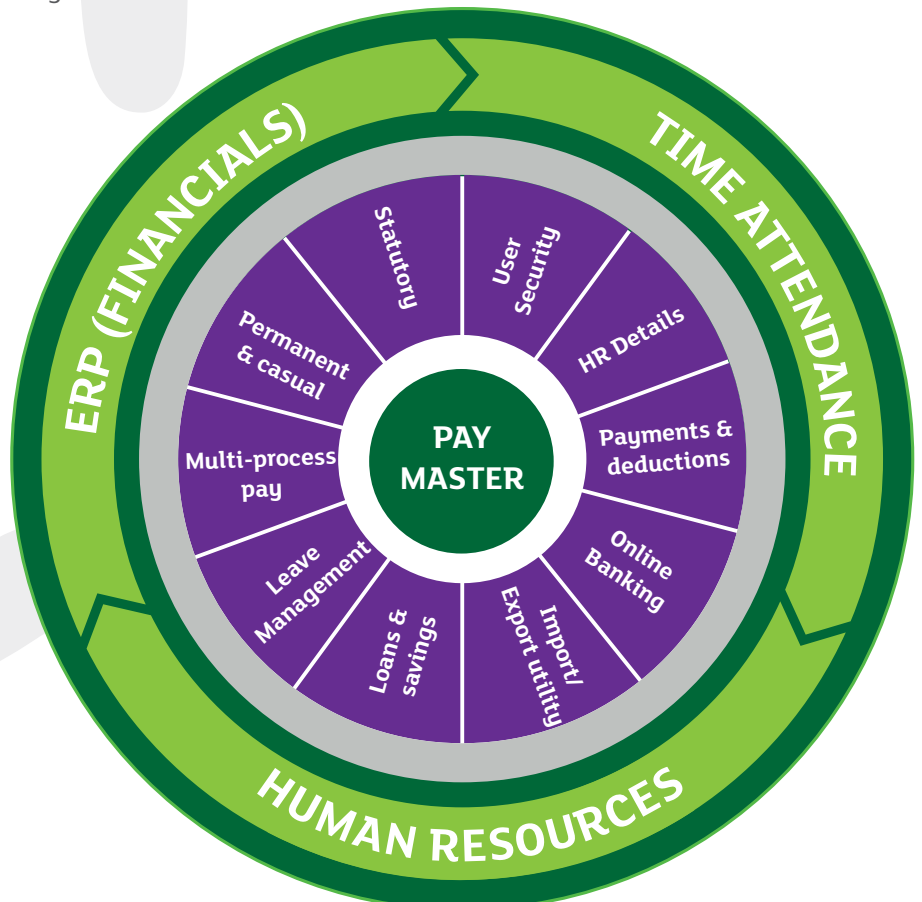 ERP (FINANCIALS)
TIME ATTENDANCE
HUMAN RESOURCES
PAY
MASTER
User
Security
HR Details
Payments &
deductions
Online
Banking
Import/
Export utility
Loans &
savings
Leave
Management
Multi-process
pay
Permanent
& casual
Statutory